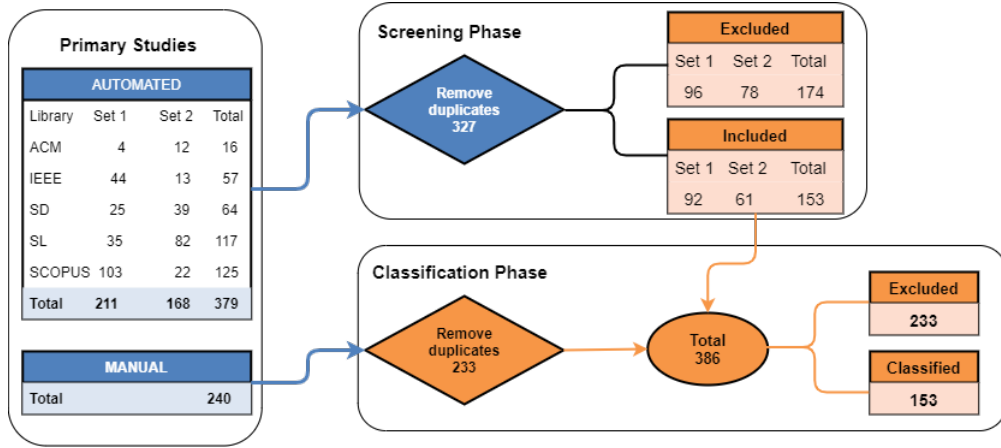 Primary Studies
AUTOMATED
Library Set 1 Set 2 Total
ACM 4 12 16
IEEE 44 13 57
SD 25 39 64
SL 35 82 117
SCOPUS 103 22 125
Total 211 168 379
MANUAL
Total 240
Screening Phase
Remove
duplicates
327
Excluded
Set 1 Set 2 Total
96 78 174
Included
Set 1 Set 2 Total
92 61 153
Classification Phase
Remove
duplicates
233
Total
386
Excluded
233
Classified
153